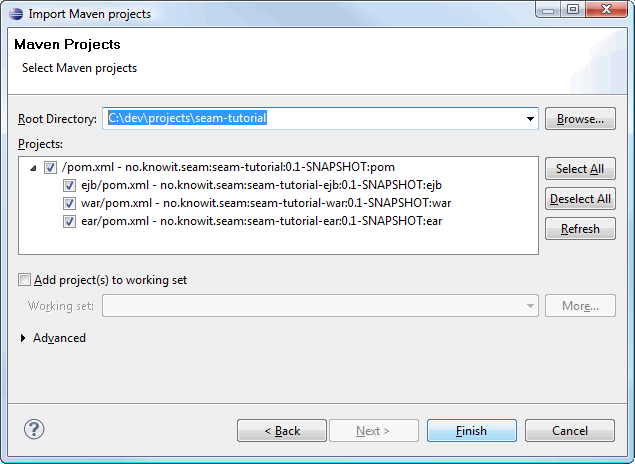 Import Maven projects
Maven Projects
Select Maven projects
Root Directory: C:\dev\projects\seam-tutorial Browse...
Projects:
/pom.xml - no.knowit.seam:seam-tutorial:0.1-SNAPSHOT:pom Select All
ejb/pom.xml - no.knowit.seam:seam-tutorial-ejb:0.1-SNAPSHOT:ejb
war/pom.xml - no.knowit.seam:seam-tutorial-war:0.1-SNAPSHOT:war Deselect All
ear/pom.xml - no.knowit.seam:seam-tutorial-ear:0.1-SNAPSHOT:ear Refresh
Add project(s) to working set
Working set: More...
Advanced
? < Back Next > Finish Cancel